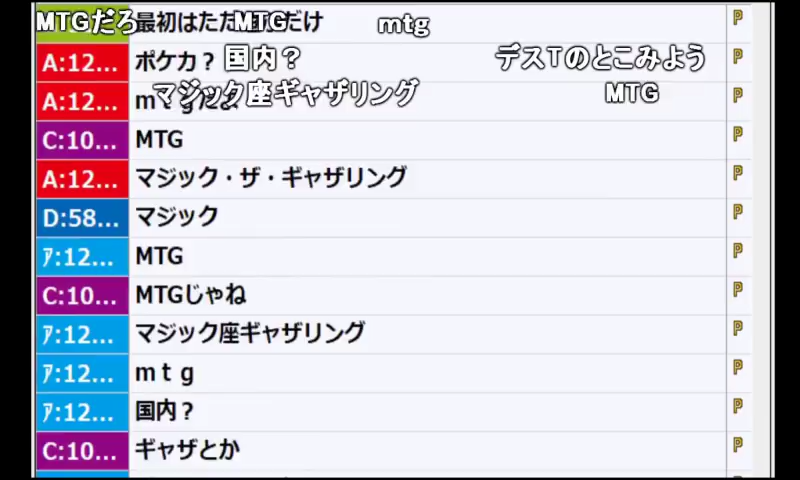 MTGだろ MTG mtg
最初はただ だけ P
A:12... ポケカ？ P
国内？ デスTのとこみよう
A:12... mtgだよ P
マジック座ギャザリング MTG
C:10... MTG P
A:12... マジック・ザ・ギャザリング P
D:58... マジック P
ｱ:12... MTG P
C:10... MTGじゃね P
ｱ:12... マジック座ギャザリング P
ｱ:12... ｍｔｇ P
ｱ:12... 国内？ P
C:10... ギャザとか P